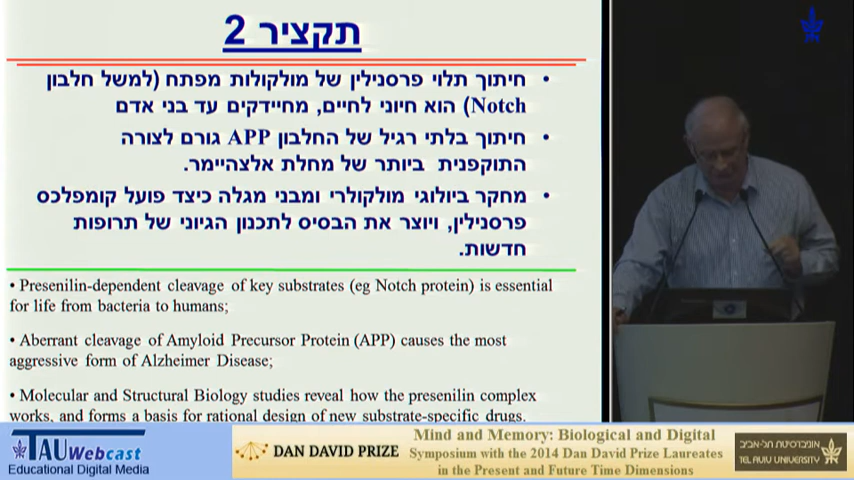 תקציר 2
• חיתוך תלוי פרסנילין של מולקולות מפתח (למשל חלבון
Notch) הוא חיוני לחיים, מחיידקים עד בני אדם
• חיתוך בלתי רגיל של החלבון APP גורם לצורה
התוקפנית ביותר של מחלת אלצהיימר.
• מחקר ביולוגי מולקולרי ומבני מגלה כיצד פועל קומפלכס
פרסנילין, ויוצר את הבסיס לתכנון הגיוני של תרופות
חדשות.
• Presenilin-dependent cleavage of key substrates (eg Notch protein) is essential
for life from bacteria to humans;
• Aberrant cleavage of Amyloid Precursor Protein (APP) causes the most
aggressive form of Alzheimer Disease;
• Molecular and Structural Biology studies reveal how the presenilin complex
works, and forms a basis for rational design of new substrate-specific drugs.
TAU Webcast
Educational Digital Media
DAN DAVID PRIZE
Mind and Memory: Biological and Digital
Symposium with the 2014 Dan David Prize Laureates
in the Present and Future Time Dimensions
אוניברסיטת תל-אביב
TEL AVIV UNIVERSITY